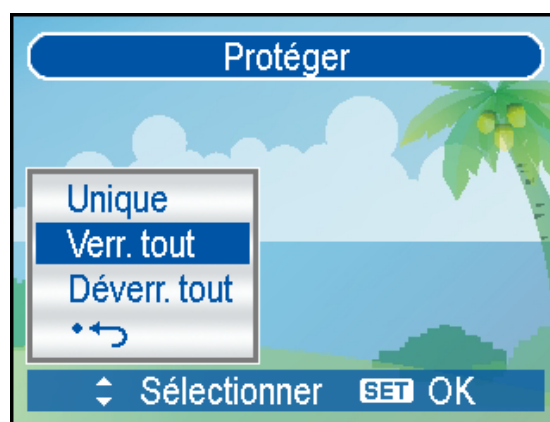 Protéger
Unique
Verr. tout
Déverr. tout
Sélectionner SET OK